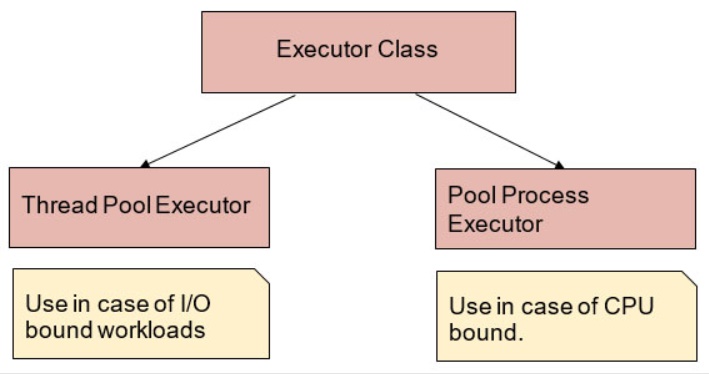 Executor Class
Thread Pool Executor
Pool Process
Executor
Use in case of I/O
bound workloads
Use in case of CPU
bound.